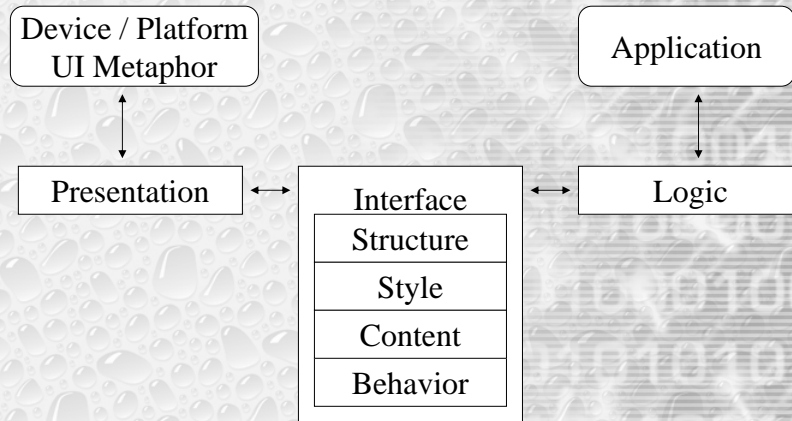 Device / Platform
UI Metaphor
Application
Presentation
Interface
Logic
Structure
Style
Content
Behavior